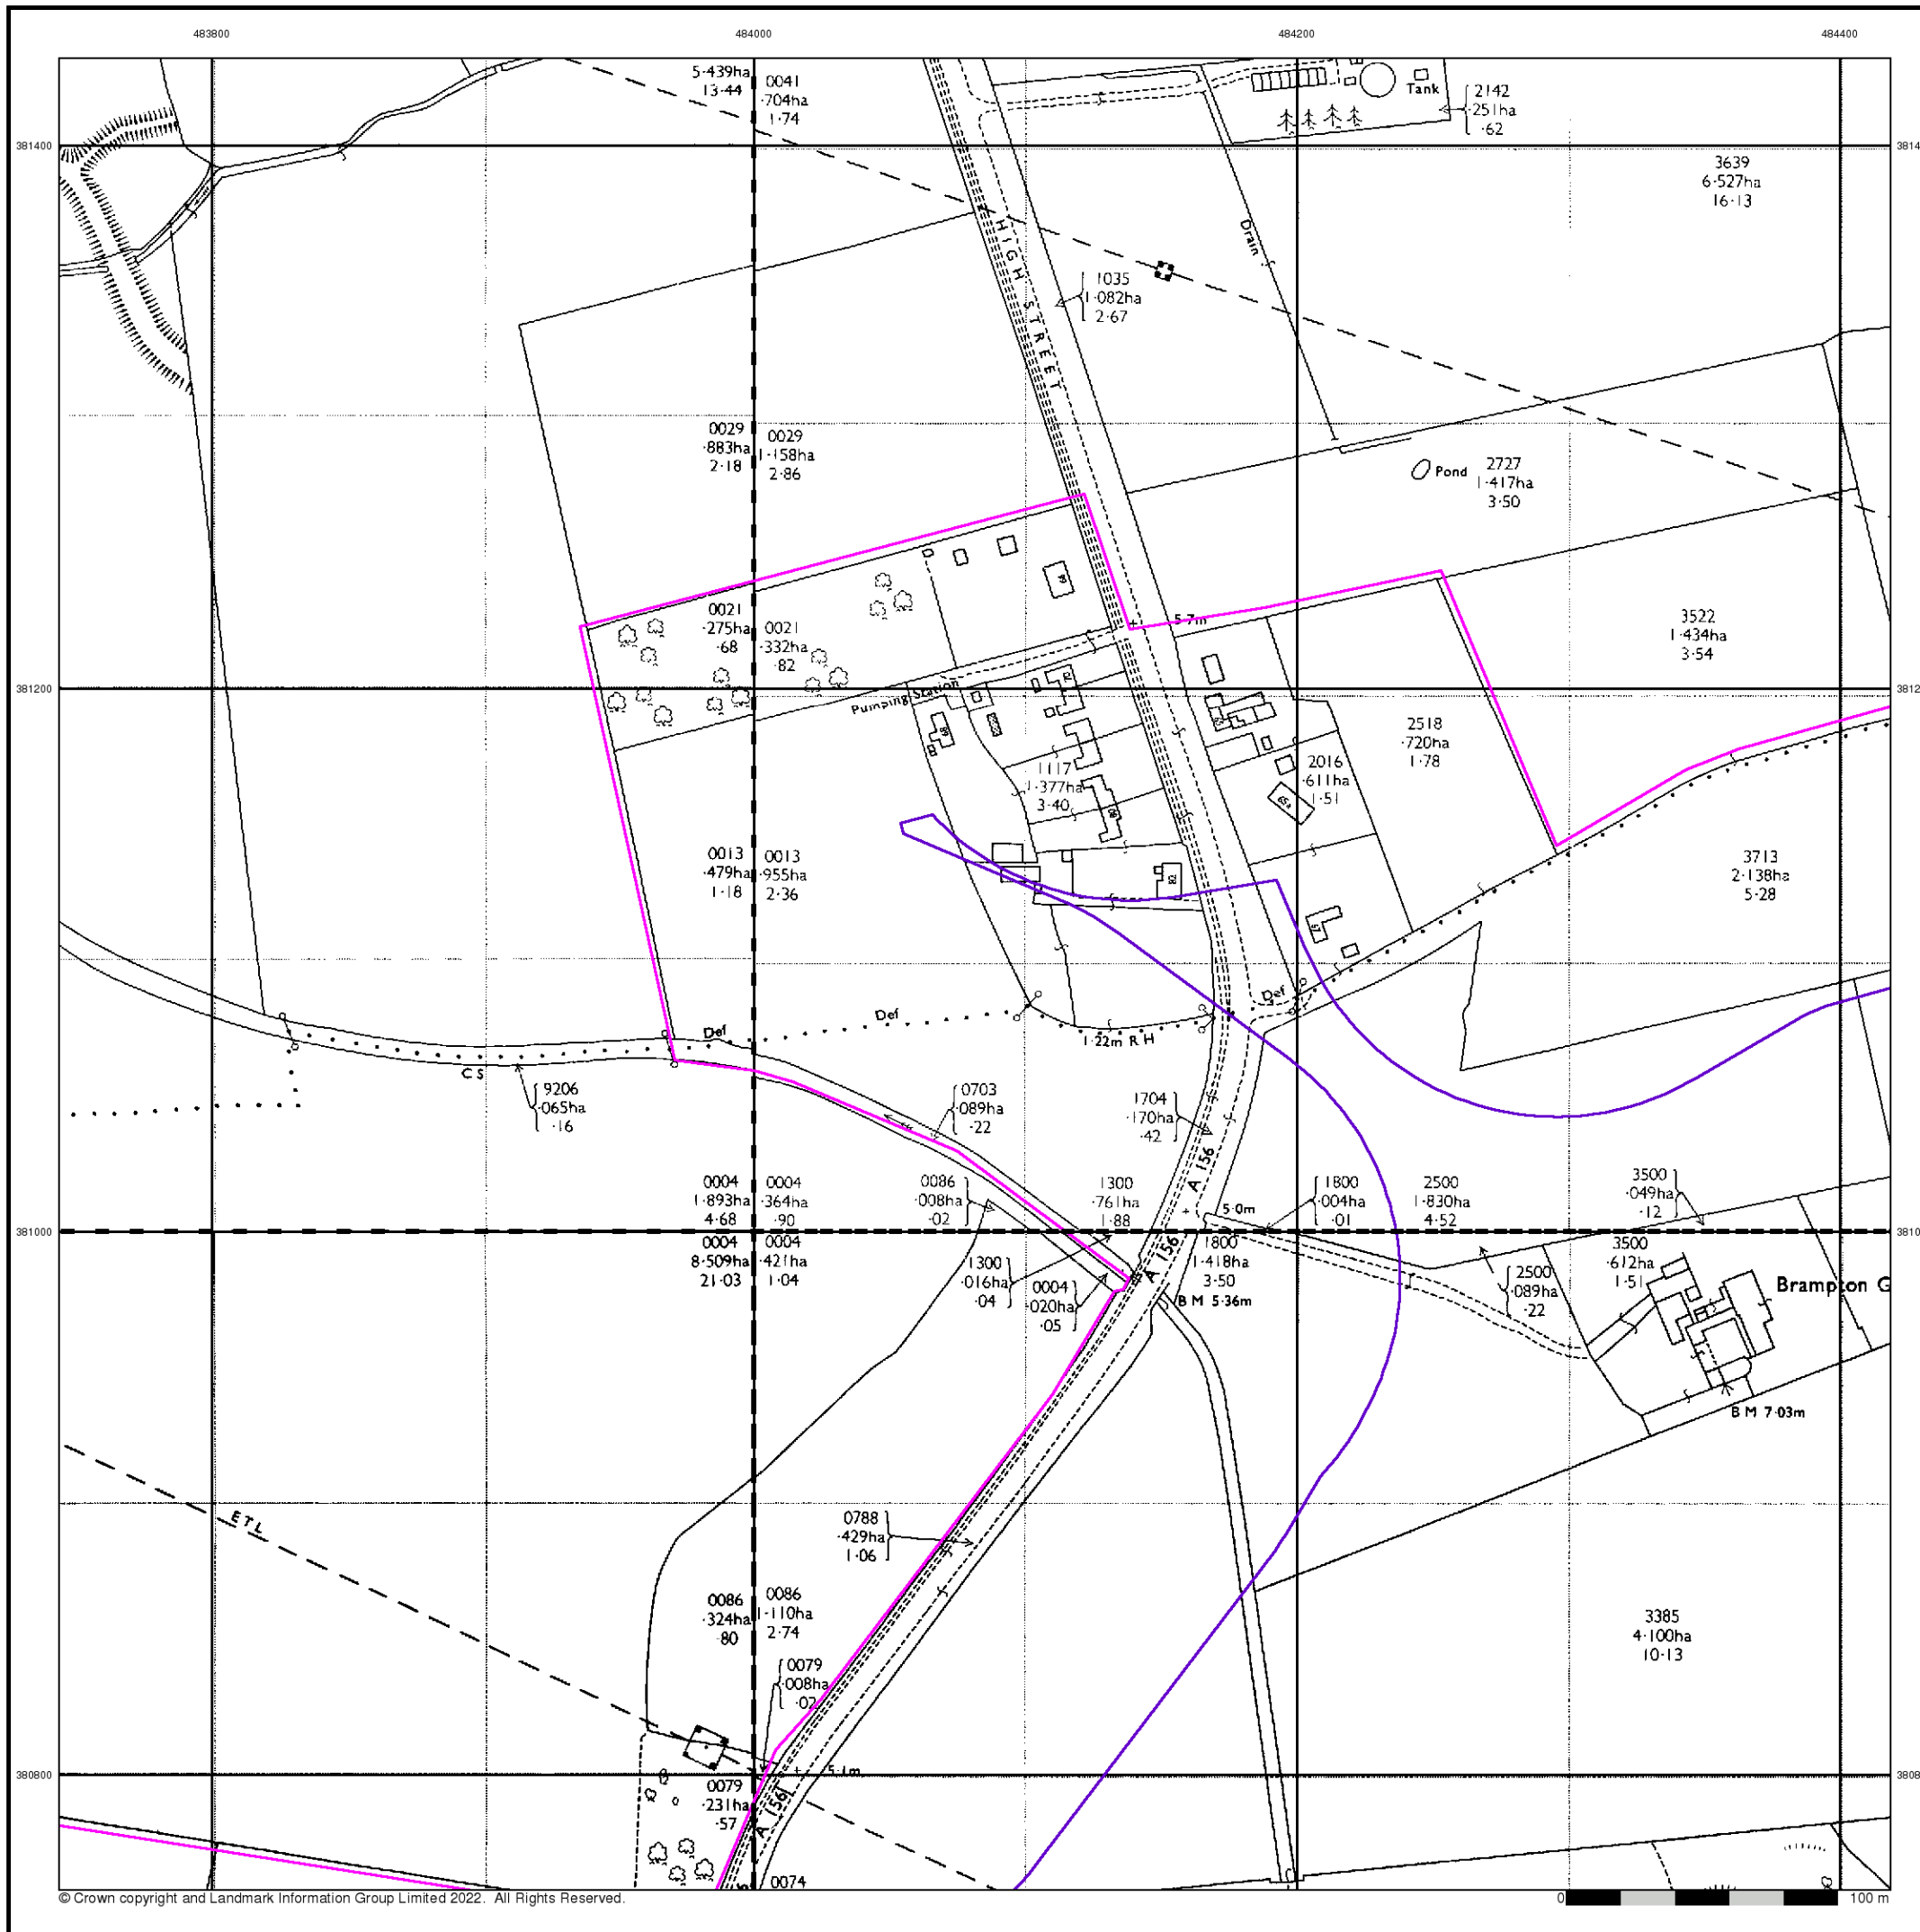 483800
484000
484200
484400
5·439ha
13·44
0041
·704ha
1·74
Tank
2142
·251ha
·62
381400
3814
3639
6·527ha
16·13
HIGH STREET
Drain
1035
1·082ha
2·67
0029
·883ha
2·18
0029
1·158ha
2·86
Pond
2727
1·417ha
3·50
5·7m
0021
·275ha
·68
0021
·332ha
·82
3522
1·434ha
3·54
381200
3812
Pumping Station
2518
·720ha
1·78
1117
1·377ha
3·40
2016
·611ha
1·51
65a
0013
·479ha
1·18
0013
·955ha
2·36
82
57
3713
2·138ha
5·28
Def
Def
Def
1·22m R H
C S
9206
·065ha
·16
0703
·089ha
·22
1704
·170ha
·42
A 156
0004
1·893ha
4·68
0004
·364ha
·90
0086
·008ha
·02
1300
·761ha
1·88
5·0m
1800
·004ha
·01
2500
1·830ha
4·52
3500
·049ha
·12
381000
3810
0004
8·509ha
21·03
0004
·421ha
1·04
1300
·016ha
·04
0004
·020ha
·05
A 156
1800
1·418ha
3·50
B M 5·36m
2500
·089ha
·22
3500
·612ha
1·51
Brampton G
B M 7·03m
ETL
0788
·429ha
1·06
0086
·324ha
·80
0086
1·110ha
2·74
3385
4·100ha
10·13
0079
·008ha
·02
380800
3808
5·1m
0079
·231ha
·57
A 156
0074
© Crown copyright and Landmark Information Group Limited 2022. All Rights Reserved.
0
100 m